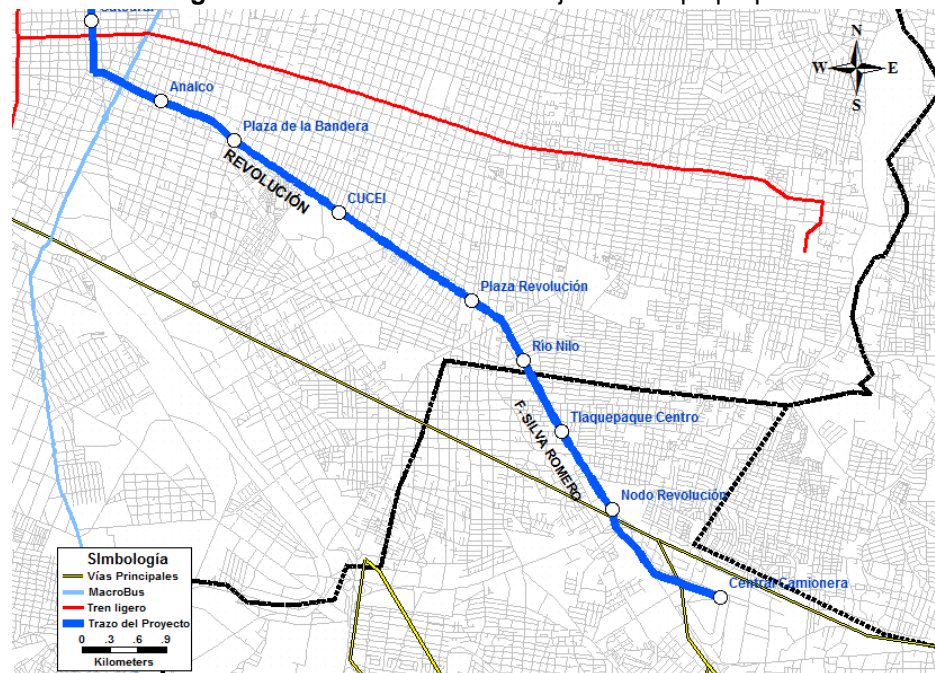 N
W E
S
Analco
Plaza de la Bandera
REVOLUCIÓN
CUCEI
Plaza Revolución
Rio Nilo
Tlaquepaque Centro
F. SILVA ROMERO
Nodo Revolución
Central Camionera
SImbología
Vías Principales
MacroBus
Tren ligero
Trazo del Proyecto
0 .3 .6 .9
Kilometers